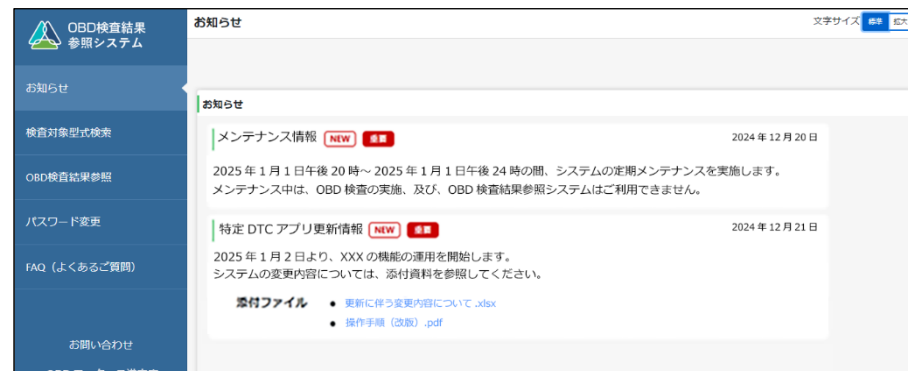 OBD検査結果
参照システム
お知らせ
文字サイズ 標準 拡大
お知らせ
検査対象型式検索
OBD検査結果参照
パスワード変更
FAQ（よくあるご質問）
お問い合わせ
お知らせ
メンテナンス情報 NEW 重要 2024年12月20日
2025年1月1日午後20時～2025年1月1日午後24時の間、システムの定期メンテナンスを実施します。
メンテナンス中は、OBD検査の実施、及び、OBD検査結果参照システムはご利用できません。
特定DTCアプリ更新情報 NEW 重要 2024年12月21日
2025年1月2日より、XXXの機能の運用を開始します。
システムの変更内容については、添付資料を参照してください。
添付ファイル ● 更新に伴う変更内容について.xlsx
● 操作手順（改版）.pdf